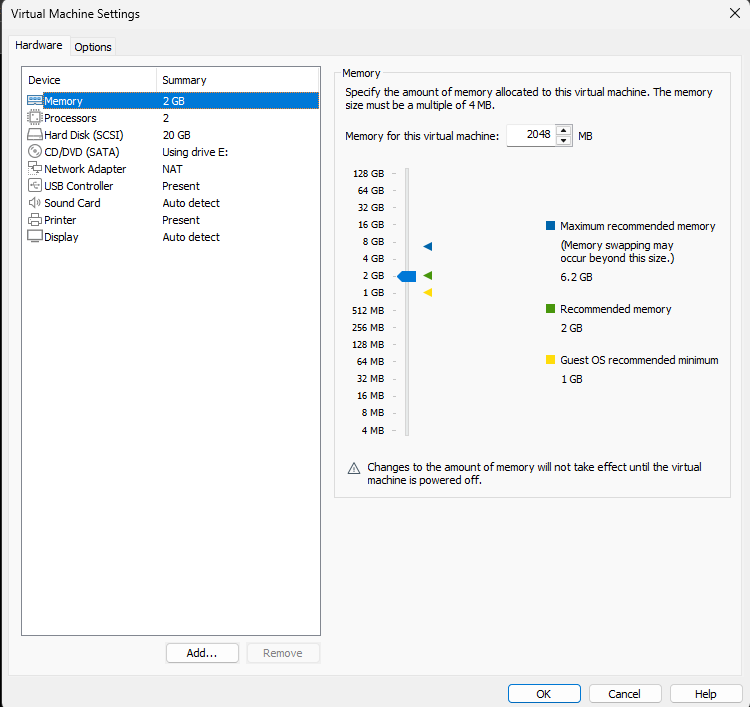 Virtual Machine Settings
Hardware
Options
Device Summary
Memory 2 GB
Processors 2
Hard Disk (SCSI) 20 GB
CD/DVD (SATA) Using drive E:
Network Adapter NAT
USB Controller Present
Sound Card Auto detect
Printer Present
Display Auto detect
Add...
Remove
Memory
Specify the amount of memory allocated to this virtual machine. The memory
size must be a multiple of 4 MB.
Memory for this virtual machine: 2048 MB
128 GB
64 GB
32 GB
16 GB
8 GB
4 GB
2 GB
1 GB
512 MB
256 MB
128 MB
64 MB
32 MB
16 MB
8 MB
4 MB
Maximum recommended memory
(Memory swapping may
occur beyond this size.)
6.2 GB
Recommended memory
2 GB
Guest OS recommended minimum
1 GB
Changes to the amount of memory will not take effect until the virtual
machine is powered off.
OK
Cancel
Help